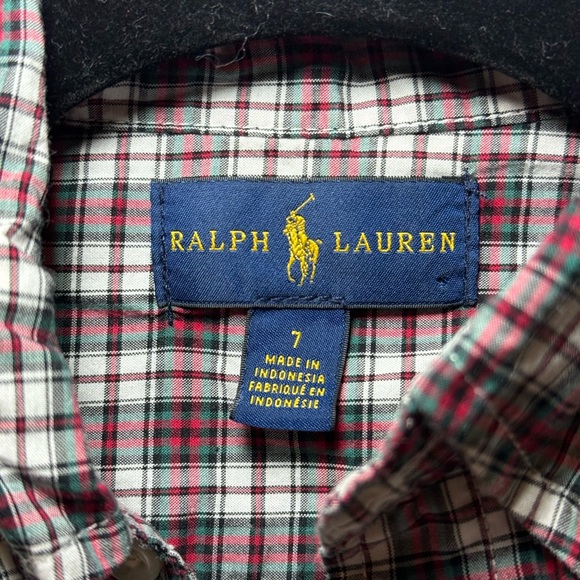 RALPH LAUREN
7
MADE IN
INDONESIA
FABRIQUÉ EN
INDONÉSIE